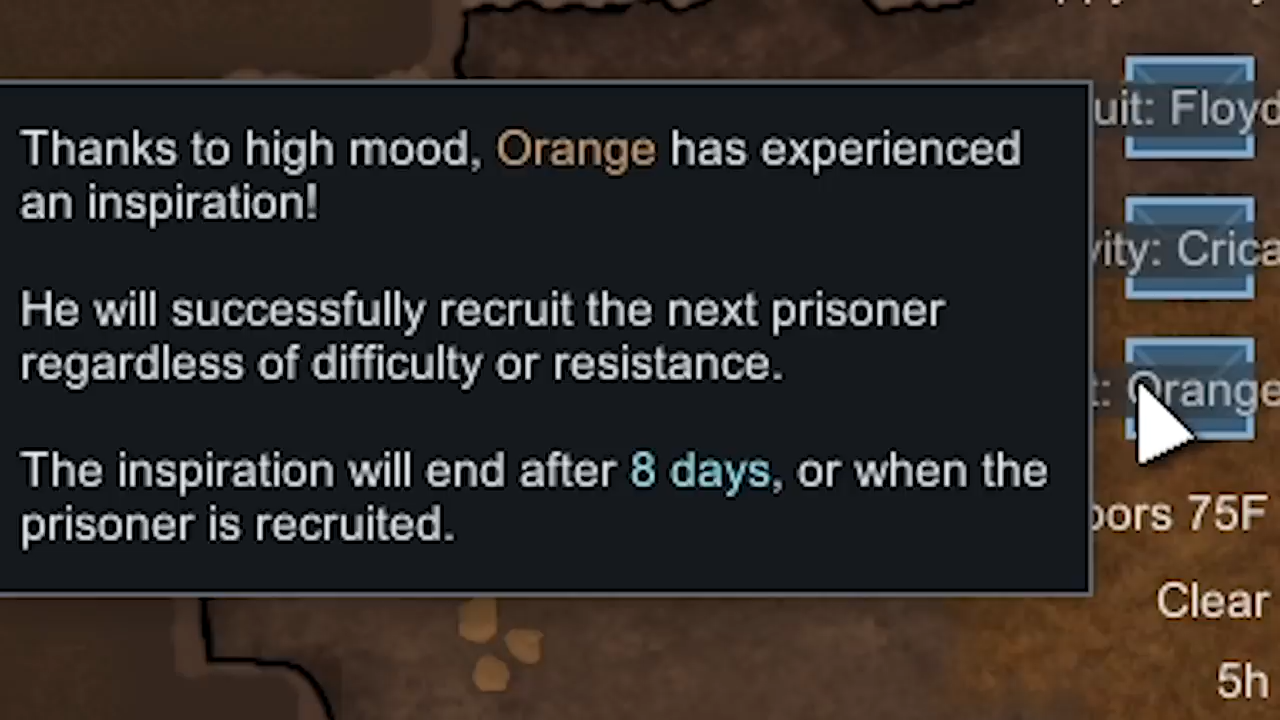 Thanks to high mood, Orange has experienced
an inspiration!
He will successfully recruit the next prisoner
regardless of difficulty or resistance.
The inspiration will end after 8 days, or when the
prisoner is recruited.
uit: Floyd
vity: Crica
t: Orange
oors 75F
Clear
5h